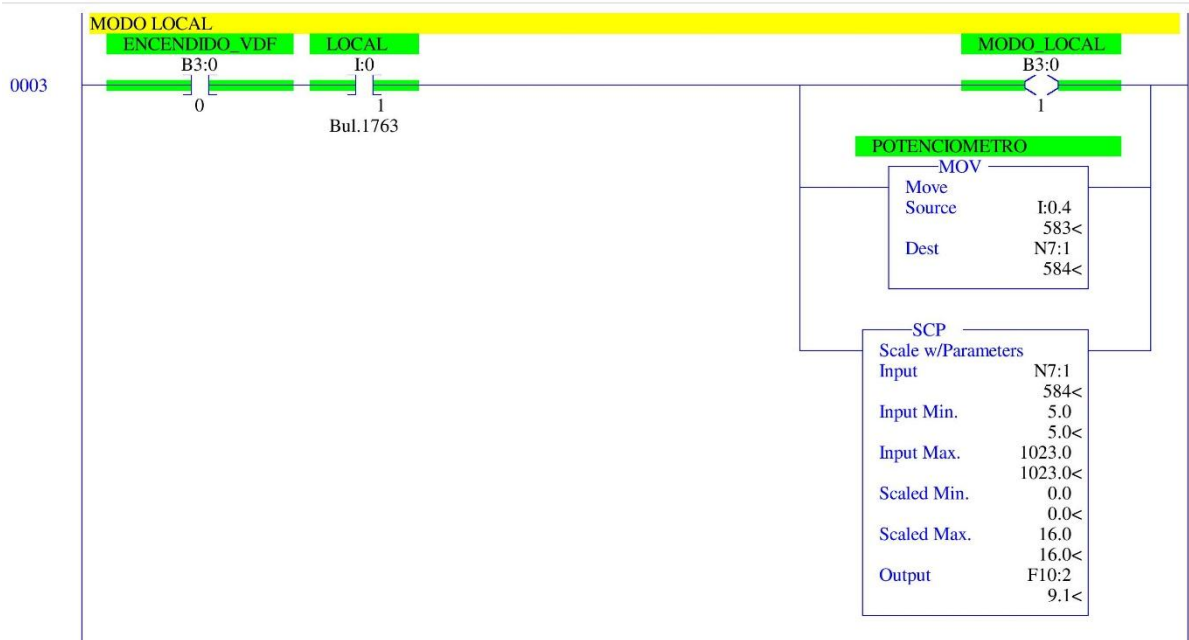 MODO LOCAL
ENCENDIDO_VDF LOCAL MODO_LOCAL
B3:0 I:0 B3:0
0003
0 1 1
Bul.1763
POTENCIOMETRO
MOV
Move
Source I:0.4
583<
Dest N7:1
584<
SCP
Scale w/Parameters
Input N7:1
584<
Input Min. 5.0
5.0<
Input Max. 1023.0
1023.0<
Scaled Min. 0.0
0.0<
Scaled Max. 16.0
16.0<
Output F10:2
9.1<